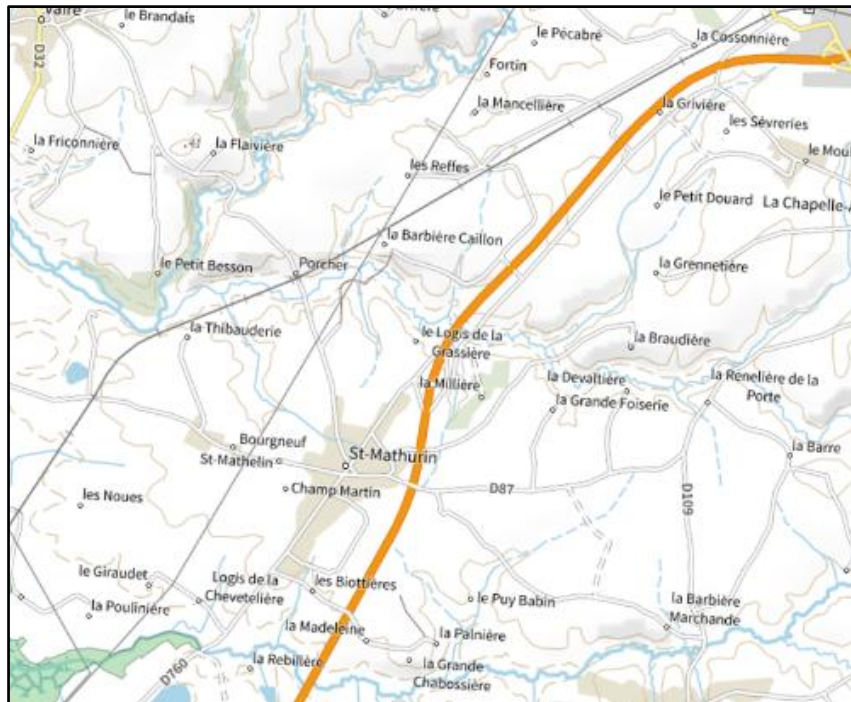 Vairé
le Brandais
le Pécabré
la Cossonnière
D32
Fortin
la Mancellière
la Grivière
les Sévreries
la Friconnière
41
la Flaivière
le Moul
les Reffes
le Petit Douard
La Chapelle-A
la Barbière Caillon
le Petit Besson
Porcher
la Grennetière
la Thibauderie
le Logis de la
Grassière
la Braudière
la Millière
la Devaltière
la Renelière de la
Porte
la Grande Foiserie
Bourgneuf
St-Mathelin
St-Mathurin
la Barre
les Noues
Champ Martin
D87
D109
le Giraudet
Logis de la
Chevetelière
les Biottières
le Puy Babin
la Barbière
Marchande
la Poulinière
la Madeleine
la Palnière
D760
la Rebillère
la Grande
Chabossière